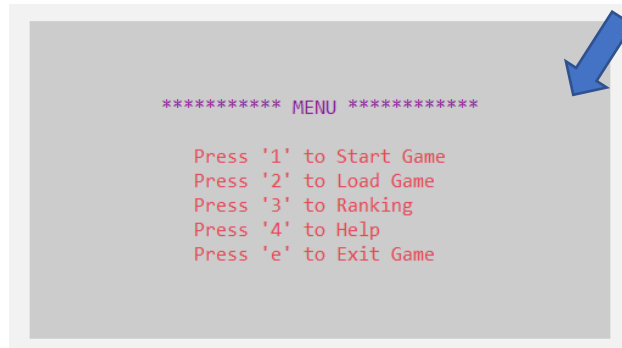 *********** MENU ************
Press '1' to Start Game
Press '2' to Load Game
Press '3' to Ranking
Press '4' to Help
Press 'e' to Exit Game